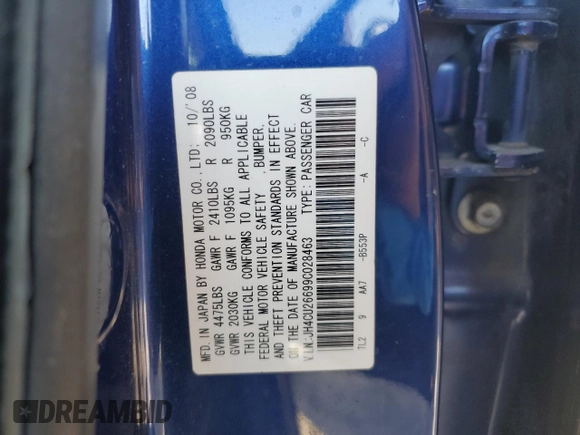 MFD. IN JAPAN BY HONDA MOTOR CO., LTD: 10/'08
GVWR 4475LBS GAWR F 2410LBS R 2090LBS
GVWR 2030KG GAWR F 1095KG R 950KG
THIS VEHICLE CONFORMS TO ALL APPLICABLE
FEDERAL MOTOR VEHICLE SAFETY , BUMPER,
AND THEFT PREVENTION STANDARDS IN EFFECT
ON THE DATE OF MANUFACTURE SHOWN ABOVE.
V.I.N:JH4CU26699C028463 TYPE: PASSENGER CAR
TL2 9 AA7 -B553P -A -C
DREAMBID